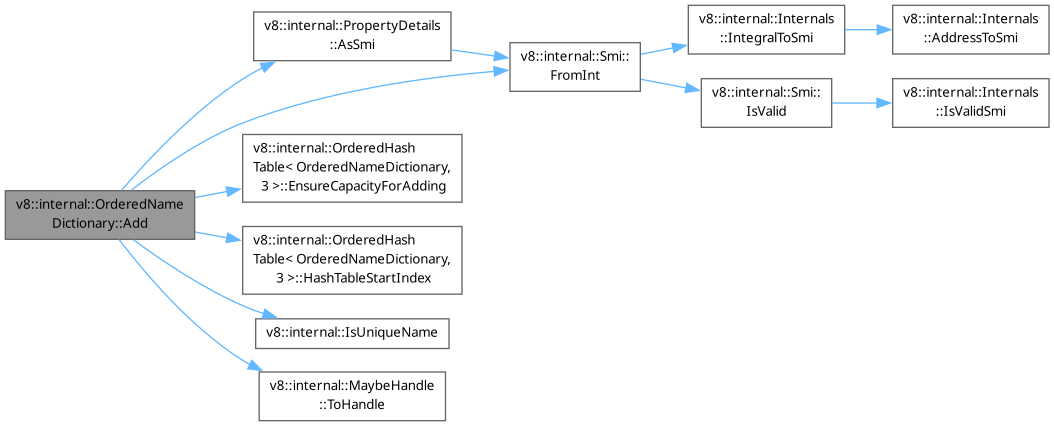 v8::internal::OrderedName
Dictionary::Add
v8::internal::PropertyDetails
::AsSmi
v8::internal::Smi::
FromInt
v8::internal::Internals
::IntegralToSmi
v8::internal::Internals
::AddressToSmi
v8::internal::Smi::
IsValid
v8::internal::Internals
::IsValidSmi
v8::internal::OrderedHash
Table< OrderedNameDictionary,
3 >::EnsureCapacityForAdding
v8::internal::OrderedHash
Table< OrderedNameDictionary,
3 >::HashTableStartIndex
v8::internal::IsUniqueName
v8::internal::MaybeHandle
::ToHandle